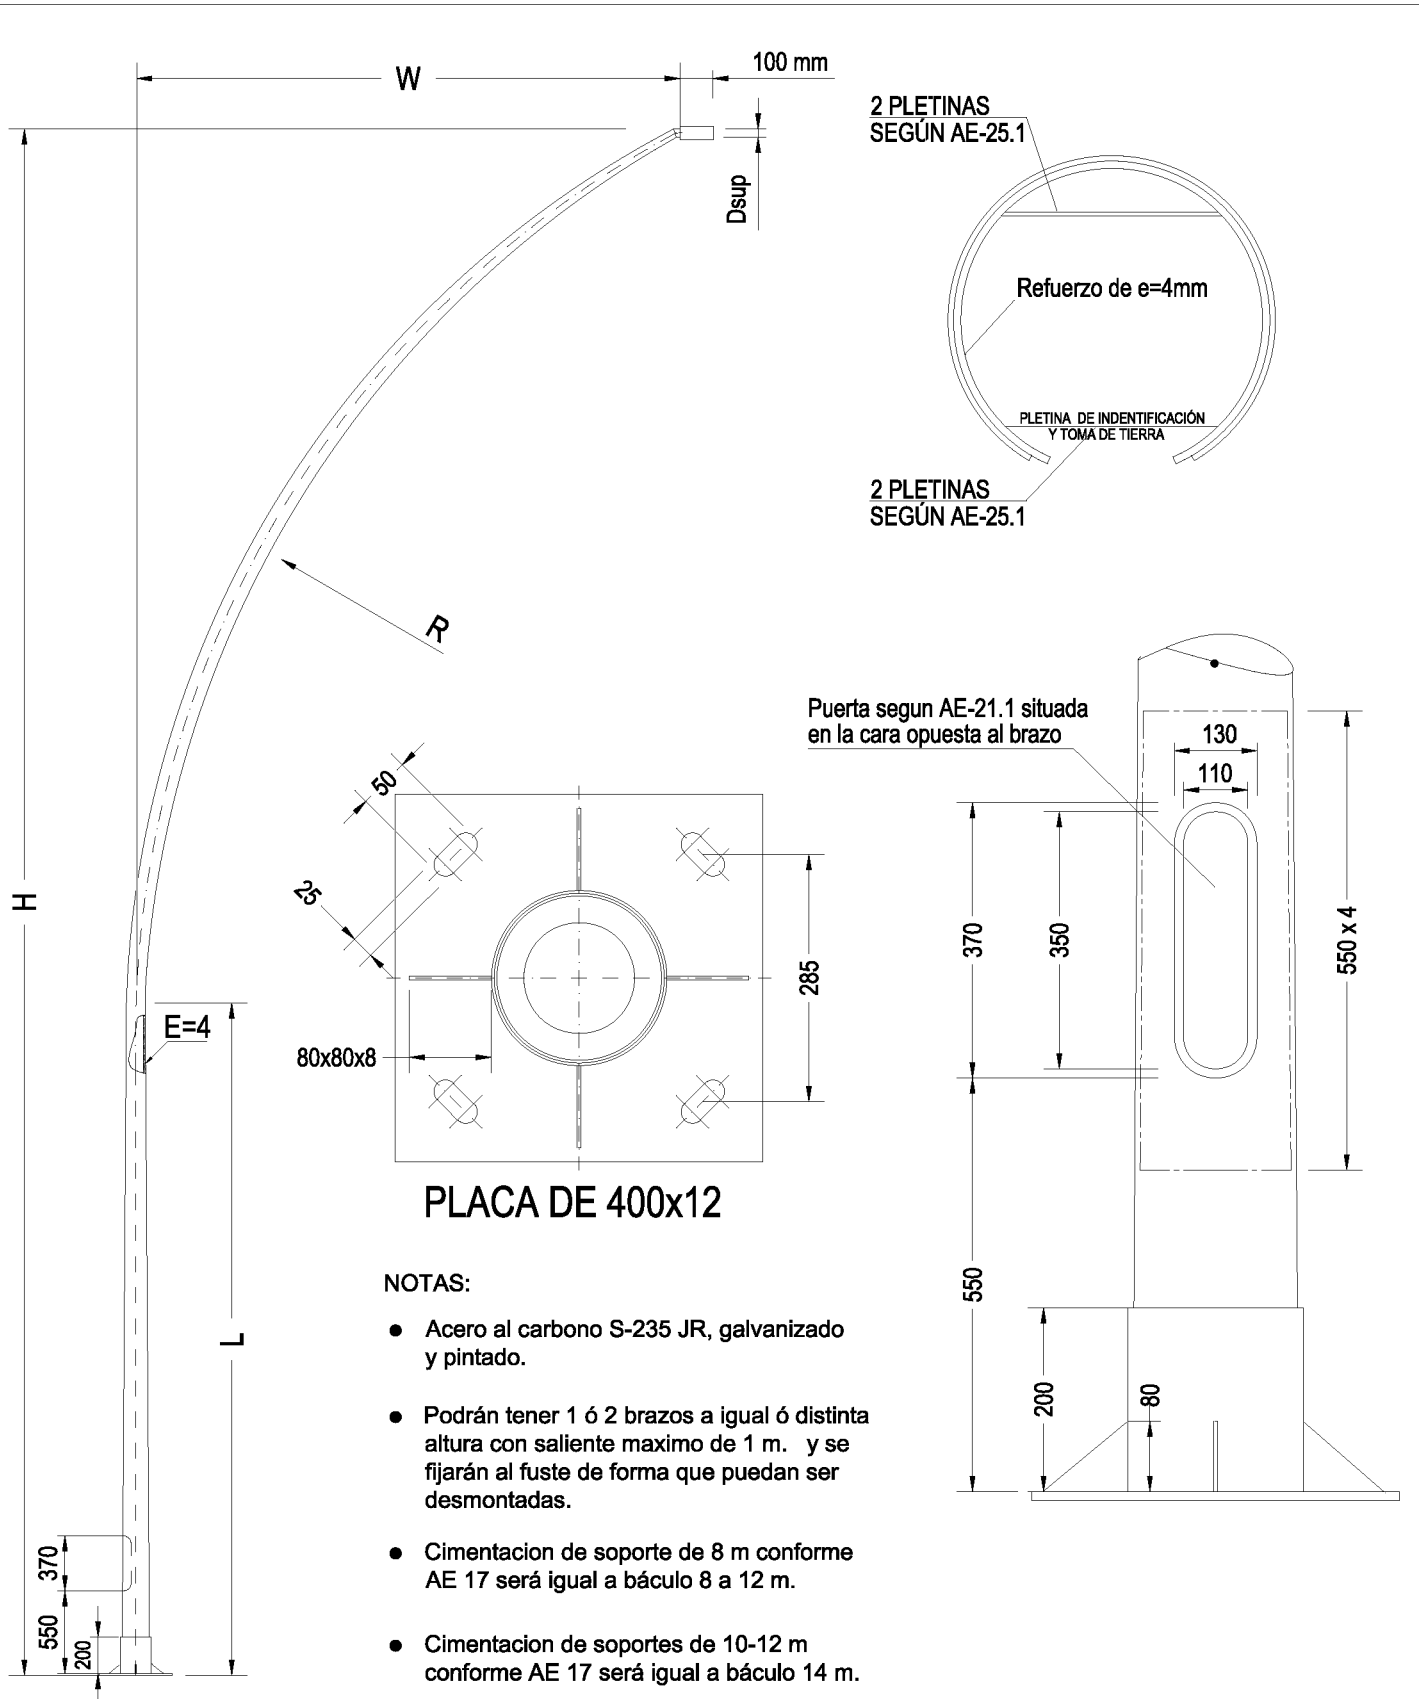 W
100 mm
Dsup
2 PLETINAS
SEGÚN AE-25.1
Refuerzo de e=4mm
PLETINA DE INDENTIFICACIÓN
Y TOMA DE TIERRA
2 PLETINAS
SEGÚN AE-25.1
R
H
E=4
L
370
550
200
50
25
285
80x80x8
PLACA DE 400x12
Puerta segun AE-21.1 situada
en la cara opuesta al brazo
130
110
370
350
550 x 4
550
200
80
NOTAS:
● Acero al carbono S-235 JR, galvanizado
y pintado.
● Podrán tener 1 ó 2 brazos a igual ó distinta
altura con saliente maximo de 1 m. y se
fijarán al fuste de forma que puedan ser
desmontadas.
● Cimentacion de soporte de 8 m conforme
AE 17 será igual a báculo 8 a 12 m.
● Cimentacion de soportes de 10-12 m
conforme AE 17 será igual a báculo 14 m.